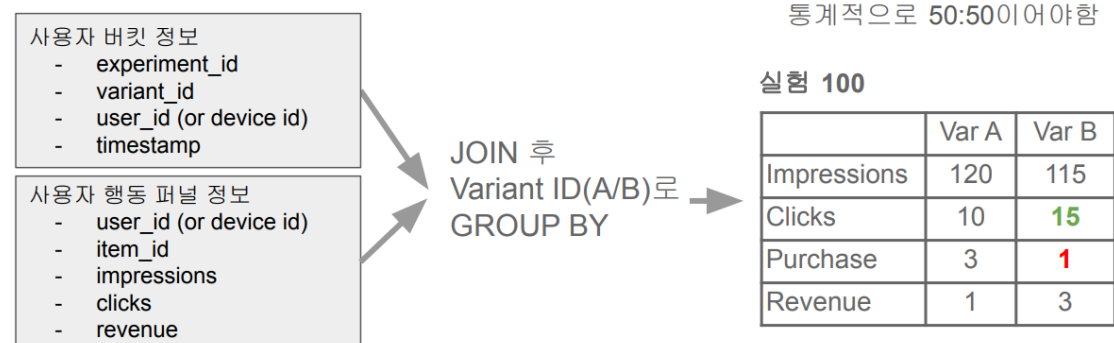 통계적으로 50:50이어야함
사용자 버킷 정보
- experiment_id
- variant_id
- user_id (or device id)
- timestamp
사용자 행동 퍼널 정보
- user_id (or device id)
- item_id
- impressions
- clicks
- revenue
JOIN 후
Variant ID(A/B)로
GROUP BY
실험 100
Var A Var B
Impressions 120 115
Clicks 10 15
Purchase 3 1
Revenue 1 3